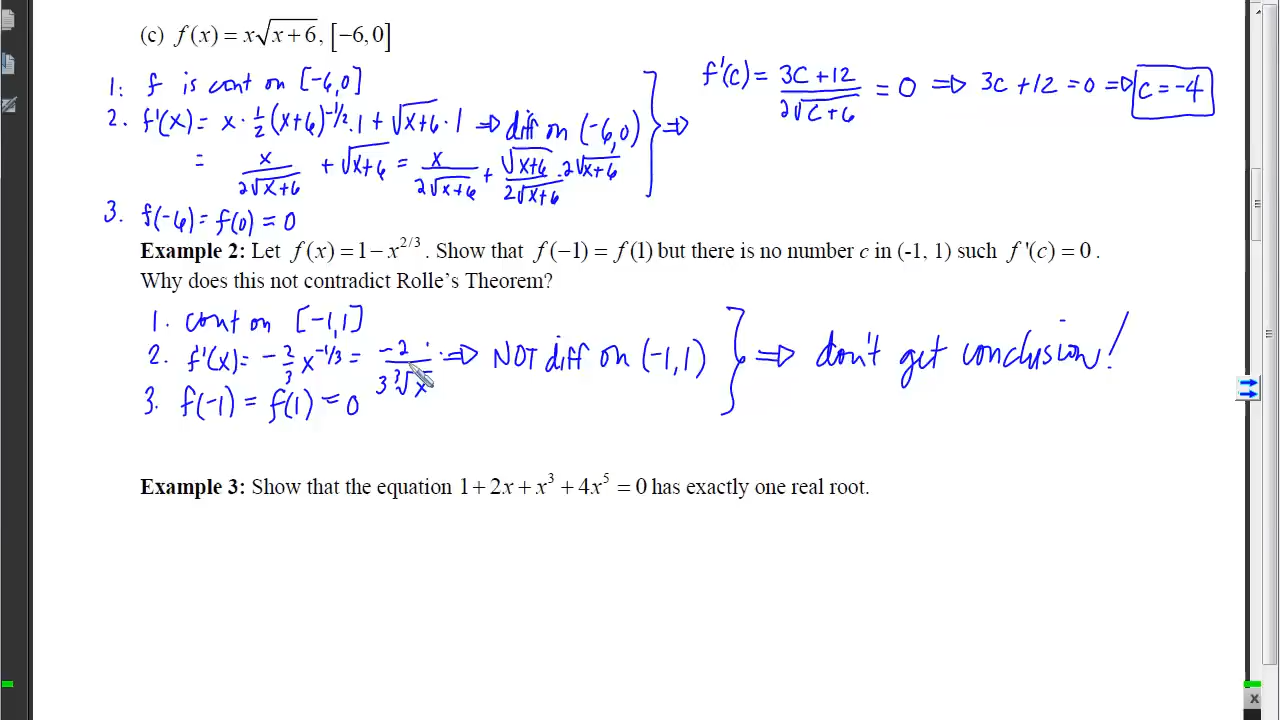 (c) f(x) = x√(x+6), [−6,0]
1. f is cont on [-6,0]
2. f'(x) = x · 1/2 (x+6)^(-1/2) · 1 + √(x+6) · 1 ⇒ diff on (-6,0)
= x/(2√(x+6)) + √(x+6) = x/(2√(x+6)) + √(x+6)/(2√(x+6)) · 2√(x+6)
3. f(-6) = f(0) = 0
} ⇒ f'(c) = (3c+12)/(2√(c+6)) = 0 ⇒ 3c+12 = 0 ⇒ c = -4
Example 2: Let f(x) = 1 − x^(2/3). Show that f(−1) = f(1) but there is no number c in (-1, 1) such f '(c) = 0.
Why does this not contradict Rolle's Theorem?
1. cont on [-1,1]
2. f'(x) = -2/3 x^(-1/3) = -2/(3∛x) ⇒ NOT diff on (-1,1)
3. f(-1) = f(1) = 0
} ⇒ don't get conclusion!
Example 3: Show that the equation 1 + 2x + x³ + 4x⁵ = 0 has exactly one real root.
x